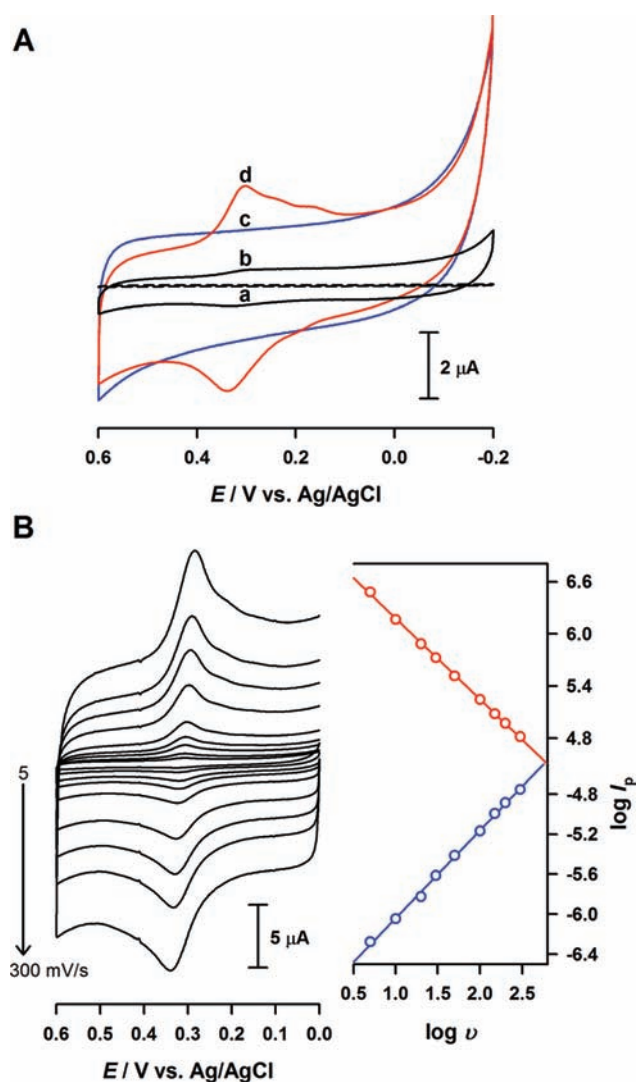 A
d
c
b
a
2 μA
0.6 0.4 0.2 0.0 -0.2
E / V vs. Ag/AgCl
B
5
300 mV/s
5 μA
0.6 0.5 0.4 0.3 0.2 0.1 0.0
E / V vs. Ag/AgCl
6.6
6.0
5.4
4.8
-4.8
-5.2
-5.6
-6.0
-6.4
log Ip
0.5 1.0 1.5 2.0 2.5
log υ